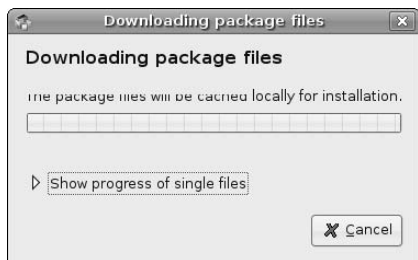 Downloading package files
Downloading package files
The package files will be cached locally for installation.
Show progress of single files
Cancel